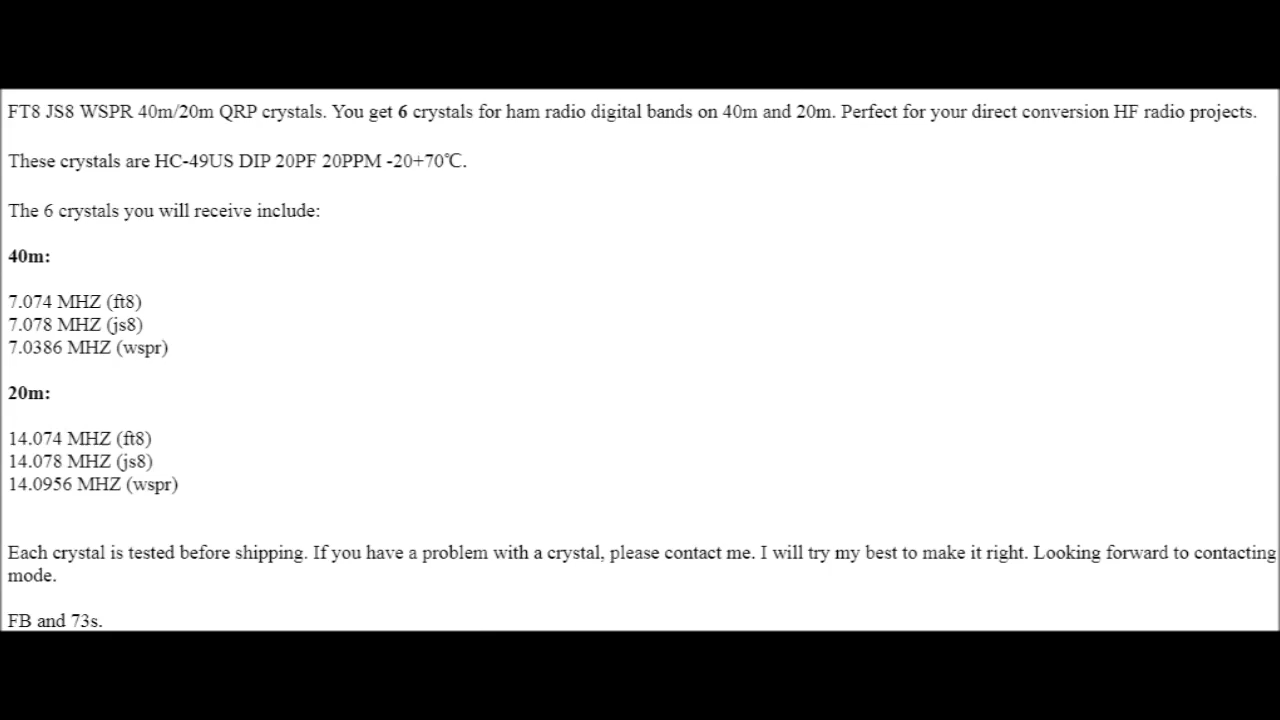 FT8 JS8 WSPR 40m/20m QRP crystals. You get 6 crystals for ham radio digital bands on 40m and 20m. Perfect for your direct conversion HF radio projects.
These crystals are HC-49US DIP 20PF 20PPM -20+70℃.
The 6 crystals you will receive include:
40m:
7.074 MHZ (ft8)
7.078 MHZ (js8)
7.0386 MHZ (wspr)
20m:
14.074 MHZ (ft8)
14.078 MHZ (js8)
14.0956 MHZ (wspr)
Each crystal is tested before shipping. If you have a problem with a crystal, please contact me. I will try my best to make it right. Looking forward to contacting
mode.
FB and 73s.